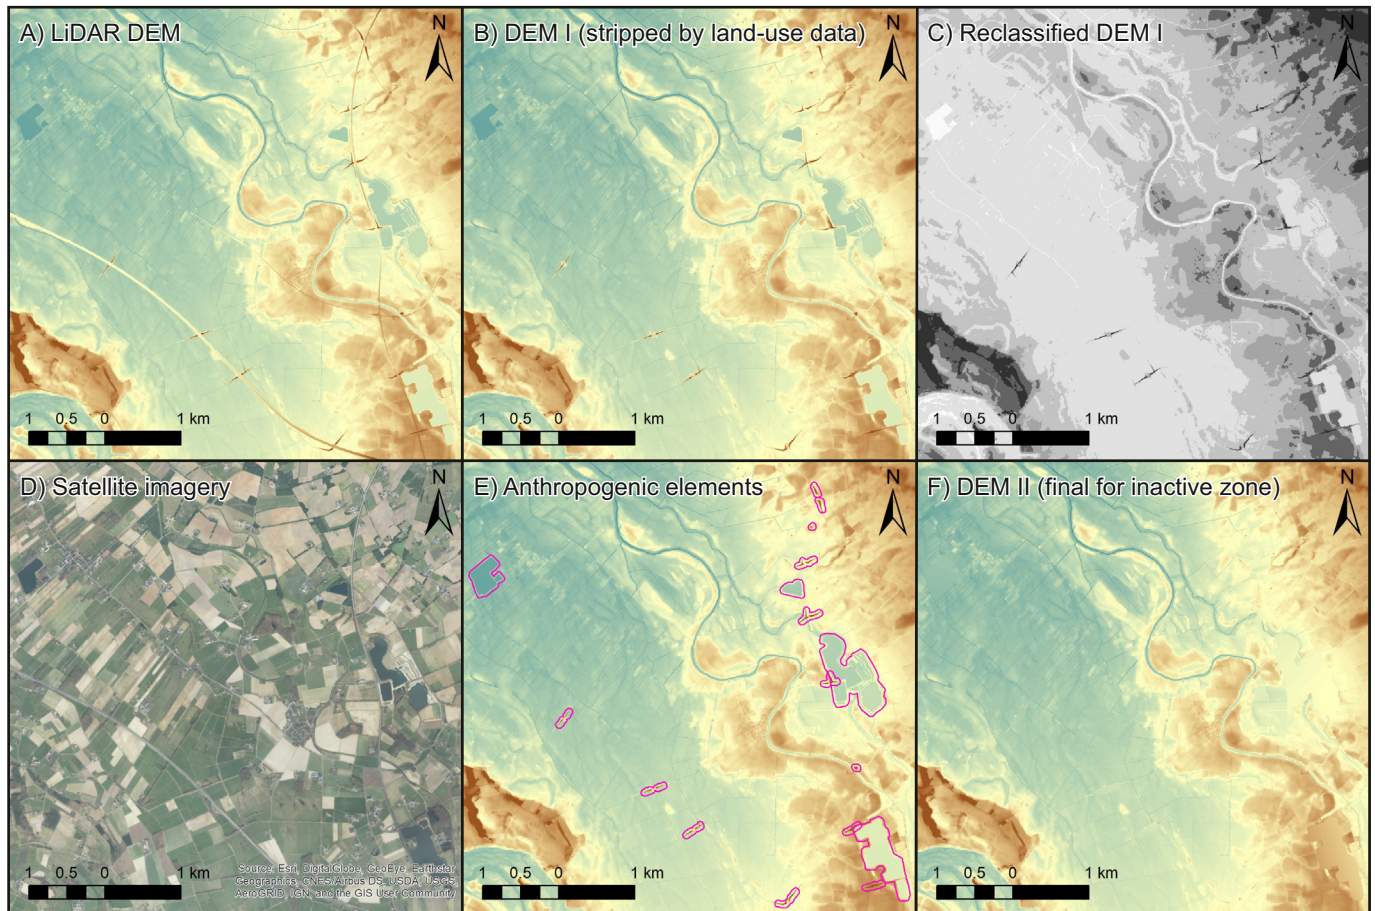 A) LiDAR DEM
N
1 0.5 0 1 km
B) DEM I (stripped by land-use data)
N
1 0.5 0 1 km
C) Reclassified DEM I
N
1 0.5 0 1 km
D) Satellite imagery
N
1 0.5 0 1 km
Source: Esri, DigitalGlobe, GeoEye, Earthstar
Geographics, CNES/Airbus DS, USDA, USGS,
AeroGRID, IGN, and the GIS User Community
E) Anthropogenic elements
N
1 0.5 0 1 km
F) DEM II (final for inactive zone)
N
1 0.5 0 1 km